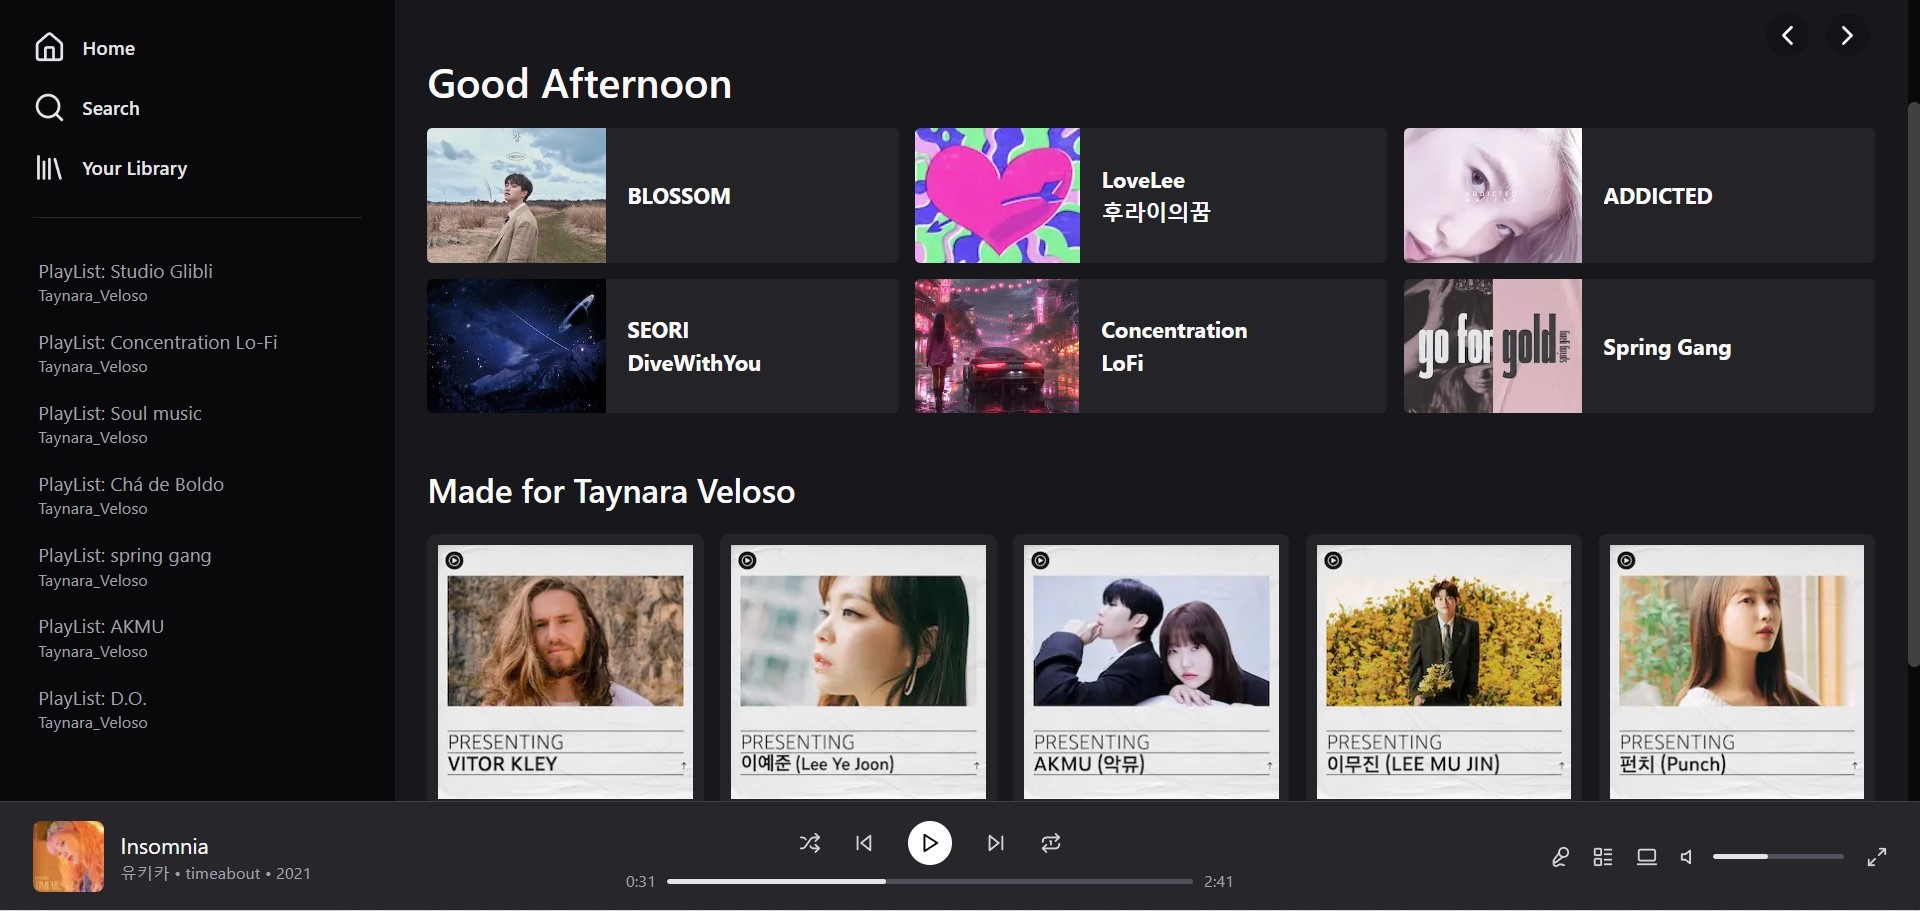 Home
Search
Your Library
PlayList: Studio Glibli
Taynara_Veloso
PlayList: Concentration Lo-Fi
Taynara_Veloso
PlayList: Soul music
Taynara_Veloso
PlayList: Chá de Boldo
Taynara_Veloso
PlayList: spring gang
Taynara_Veloso
PlayList: AKMU
Taynara_Veloso
PlayList: D.O.
Taynara_Veloso
Good Afternoon
BLOSSOM
LoveLee
후라이의꿈
ADDICTED
ADDICTED
SEORI
DiveWithYou
Concentration
LoFi
go for gold
Spring Gang
Made for Taynara Veloso
PRESENTING
VITOR KLEY
PRESENTING
이예준 (Lee Ye Joon)
PRESENTING
AKMU (악뮤)
PRESENTING
이무진 (LEE MU JIN)
PRESENTING
펀치 (Punch)
Insomnia
유키카 • timeabout • 2021
0:31
2:41